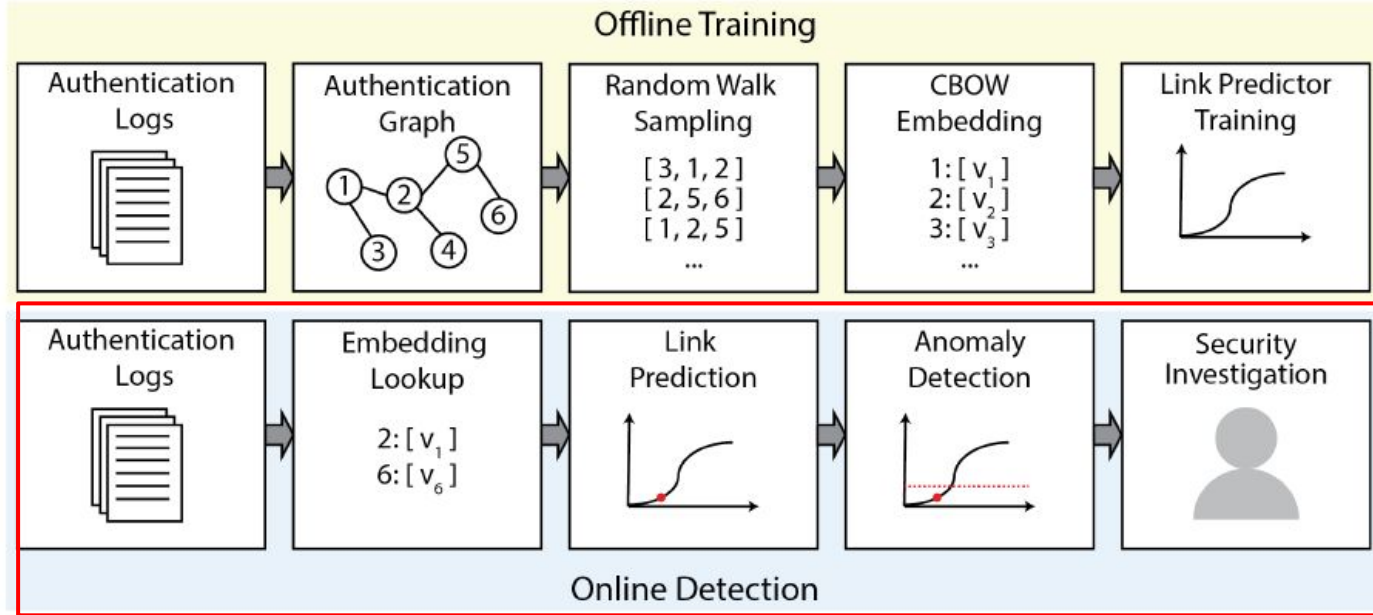 Offline Training
Authentication
Logs
Authentication
Graph
1
2
3
4
5
6
Random Walk
Sampling
[ 3, 1, 2 ]
[ 2, 5, 6 ]
[ 1, 2, 5 ]
...
CBOW
Embedding
1: [ v₁ ]
2: [ v₂ ]
3: [ v₃ ]
...
Link Predictor
Training
Authentication
Logs
Embedding
Lookup
2: [ v₁ ]
6: [ v₆ ]
Link
Prediction
Anomaly
Detection
Security
Investigation
Online Detection